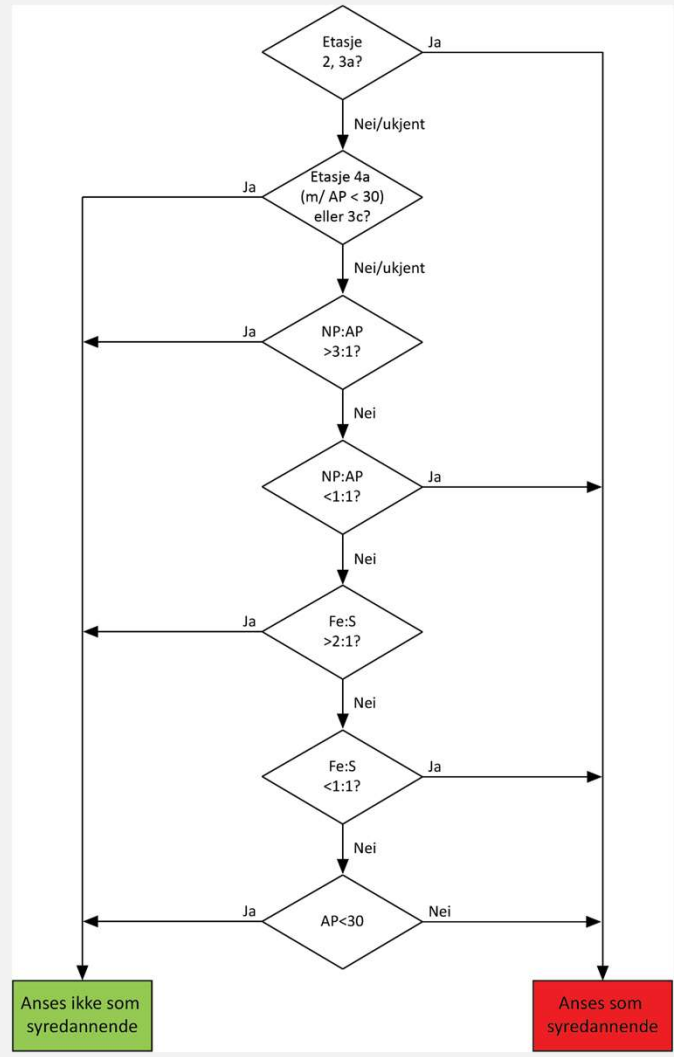 Etasje
2, 3a?
Ja
Nei/ukjent
Ja
Etasje 4a
(m/ AP < 30)
eller 3c?
Nei/ukjent
Ja
NP:AP
>3:1?
Nei
NP:AP
<1:1?
Ja
Nei
Ja
Fe:S
>2:1?
Nei
Fe:S
<1:1?
Ja
Nei
Ja
AP<30
Nei
Anses ikke som
syredannende
Anses som
syredannende